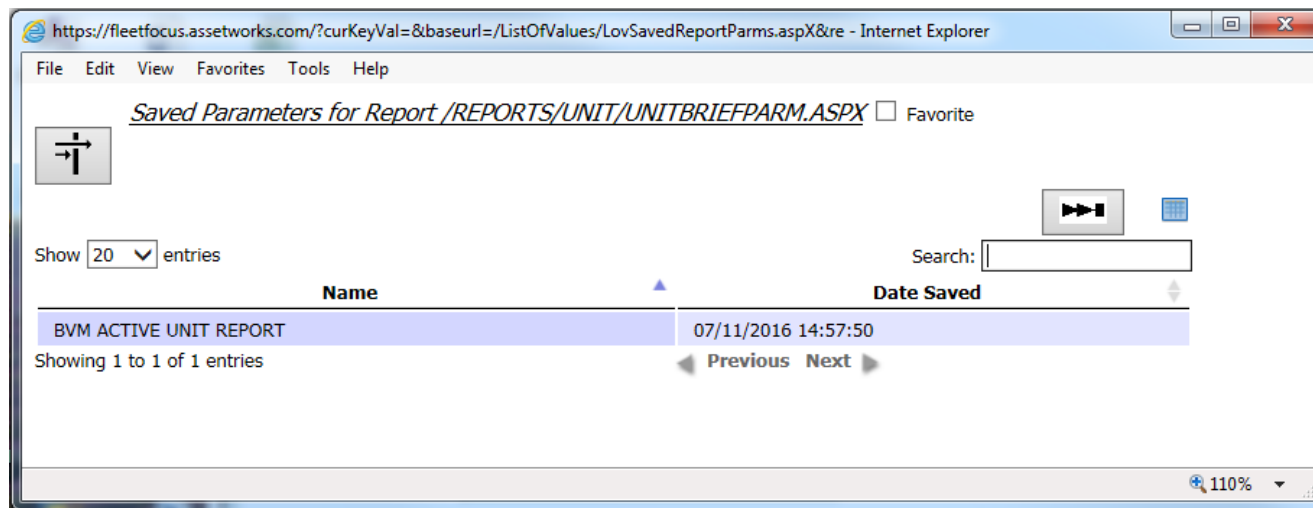 https://fleetfocus.assetworks.com/?curKeyVal=&baseurl=/ListOfValues/LovSavedReportParms.aspX&re - Internet Explorer
File Edit View Favorites Tools Help
Saved Parameters for Report /REPORTS/UNIT/UNITBRIEFPARM.ASPX Favorite
Show 20 entries Search:
Name Date Saved
BVM ACTIVE UNIT REPORT 07/11/2016 14:57:50
Showing 1 to 1 of 1 entries Previous Next
110%